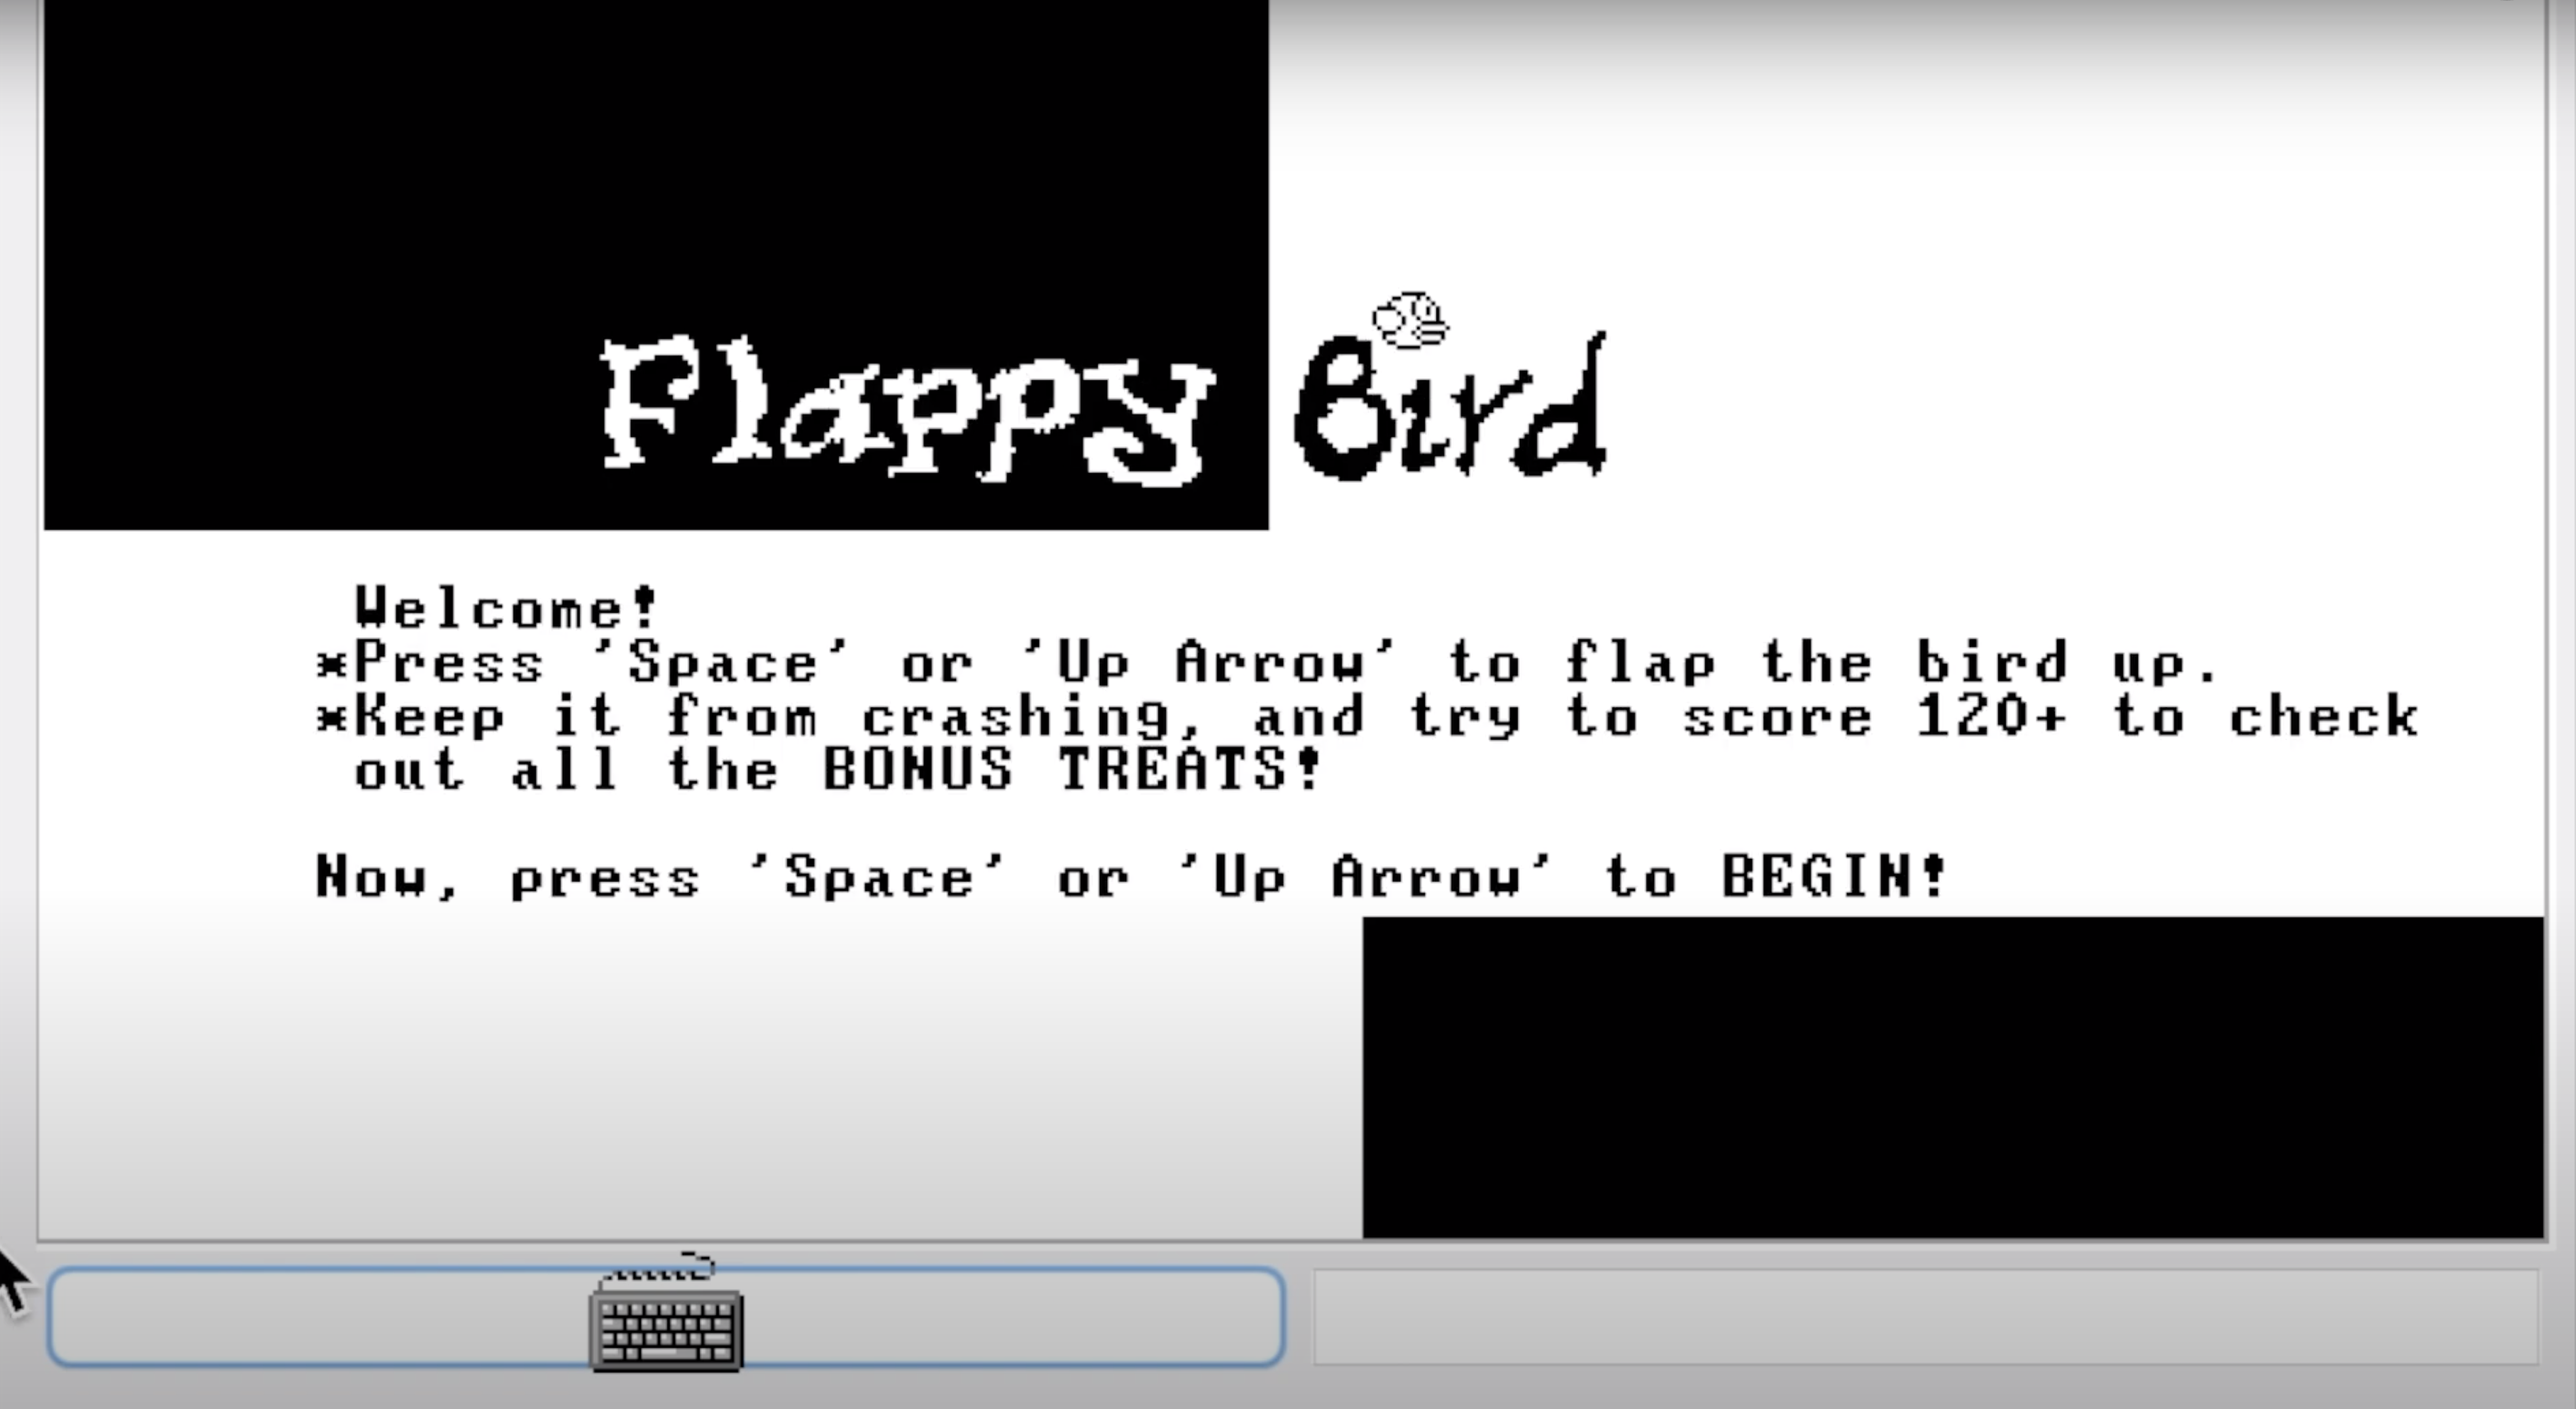 Flappy Bird
Welcome!
*Press 'Space' or 'Up Arrow' to flap the bird up.
*Keep it from crashing, and try to score 120+ to check
out all the BONUS TREATS!
Now, press 'Space' or 'Up Arrow' to BEGIN!